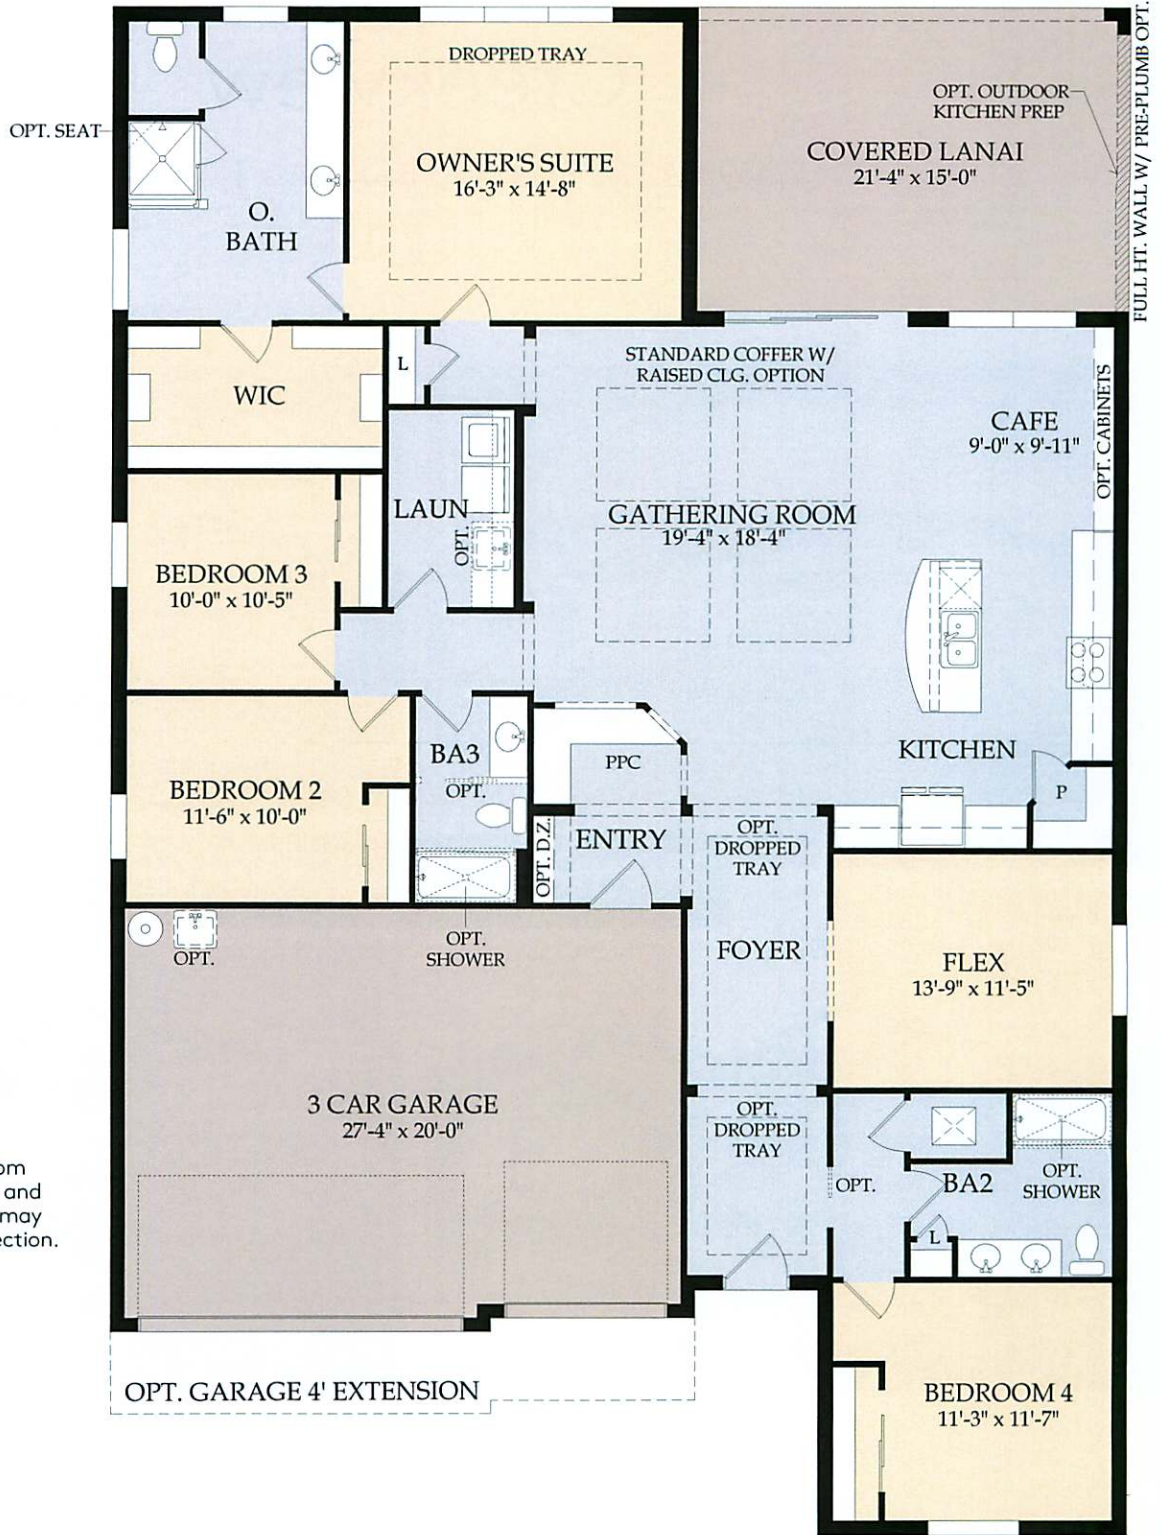 DROPPED TRAY
OWNER'S SUITE
16'-3" x 14'-8"
OPT. SEAT
O.
BATH
OPT. OUTDOOR
KITCHEN PREP
COVERED LANAI
21'-4" x 15'-0"
FULL HT. WALL W/ PRE-PLUMB OPT.
WIC
L
STANDARD COFFER W/
RAISED CLG. OPTION
CAFE
9'-0" x 9'-11"
OPT. CABINETS
LAUN
OPT.
GATHERING ROOM
19'-4" x 18'-4"
BEDROOM 3
10'-0" x 10'-5"
KITCHEN
P
BA3
OPT.
PPC
BEDROOM 2
11'-6" x 10'-0"
OPT. D.Z.
ENTRY
OPT.
DROPPED
TRAY
OPT.
OPT.
SHOWER
FOYER
FLEX
13'-9" x 11'-5"
3 CAR GARAGE
27'-4" x 20'-0"
OPT.
DROPPED
TRAY
OPT.
BA2
OPT.
SHOWER
L
om
and
may
ection.
OPT. GARAGE 4' EXTENSION
BEDROOM 4
11'-3" x 11'-7"